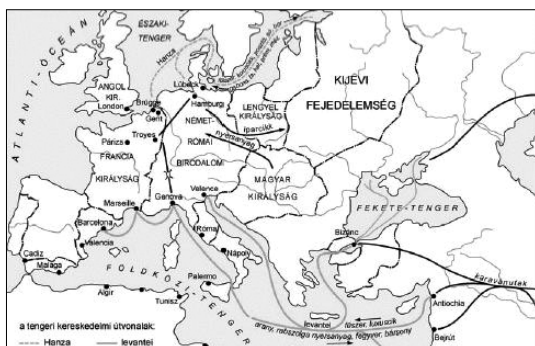 ATLANTI-ÓCEÁN
ÉSZAKI-
TENGER
Hanza
ANGOL
KIR.
London
Brügge
Gent
Lübeck
Hamburg
LENGYEL
KIRÁLYSÁG
iparcikk
nyersanyag
KIJEVI
FEJEDELEMSÉG
Troyes
Párizs
FRANCIA
KIRÁLYSÁG
NÉMET-
RÓMAI
BIRODALOM
MAGYAR
KIRÁLYSÁG
Velence
Genova
Marseille
Barcelona
Valencia
Cadiz
Malaga
Róma
Nápoly
Palermo
Algír
Tunisz
FÖLDKÖZI-TENGER
FEKETE-TENGER
Bizánc
karavánutak
Antiochia
Bejrút
levantei
fűszer, luxuscik
arany, rabszolga nyersanyag, fegyver, bársony
a tengeri kereskedelmi útvonalak:
Hanza
levantei